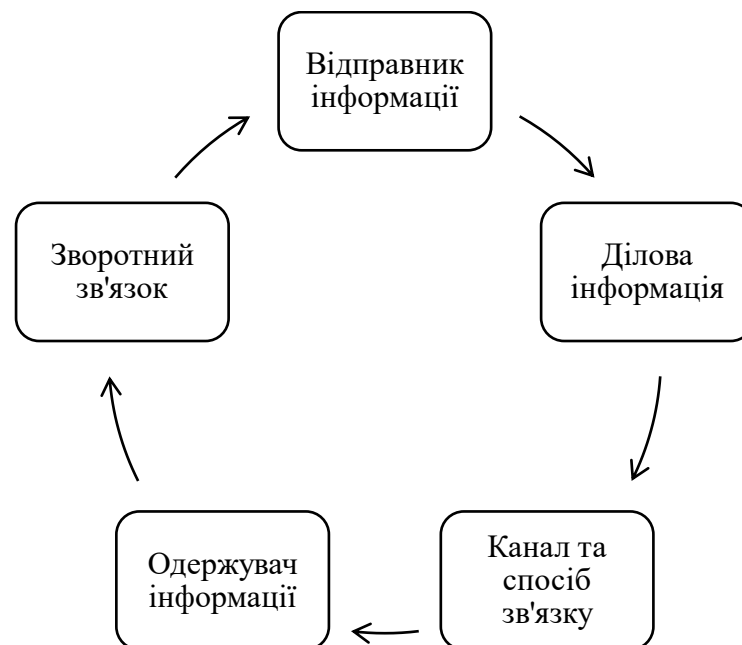 Відправник
інформації
Ділова
інформація
Канал та
спосіб
зв'язку
Одержувач
інформації
Зворотний
зв'язок